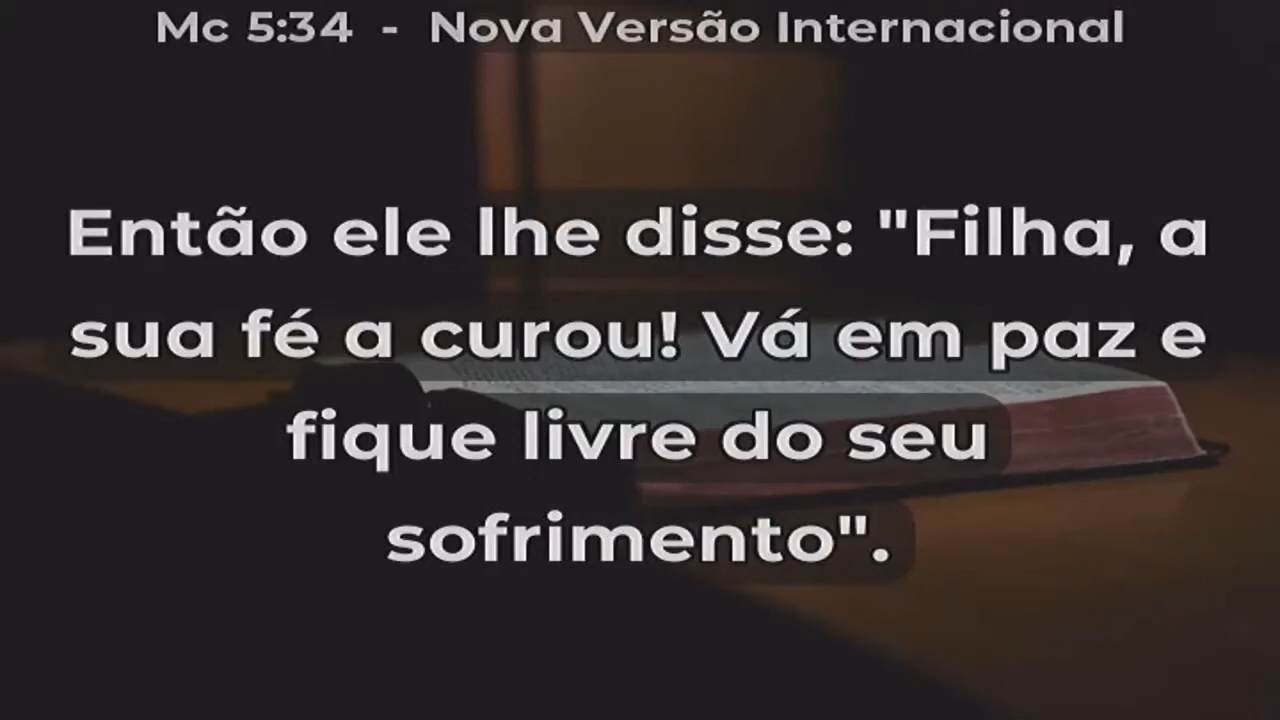 Mc 5:34 - Nova Versão Internacional
Então ele lhe disse: "Filha, a
sua fé a curou! Vá em paz e
fique livre do seu
sofrimento".